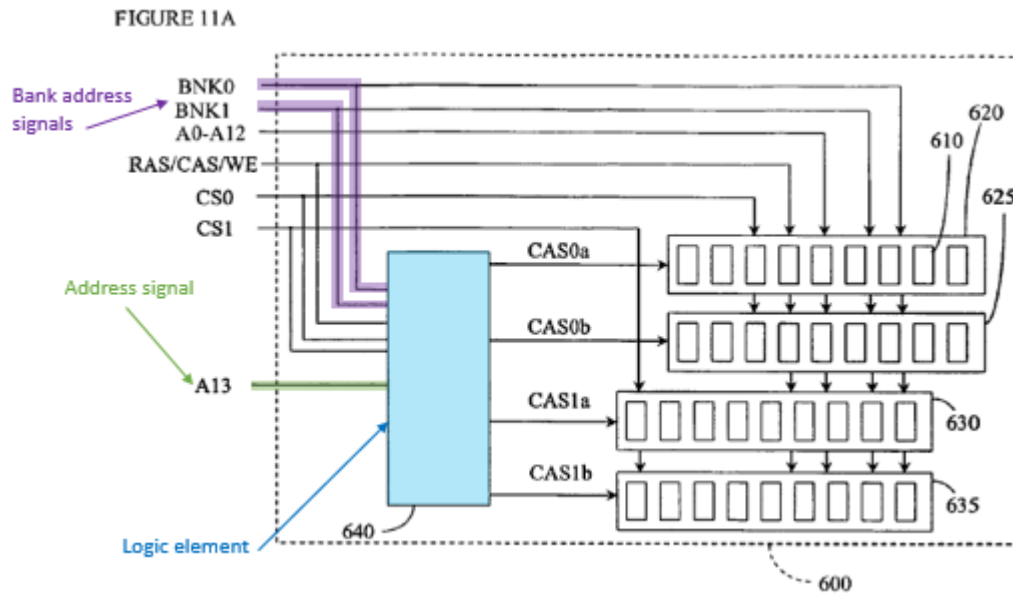 FIGURE 11A
Bank address
signals
BNK0
BNK1
A0-A12
RAS/CAS/WE
CS0
CS1
620
610
625
CAS0a
Address signal
CAS0b
A13
CAS1a
630
CAS1b
635
640
Logic element
600